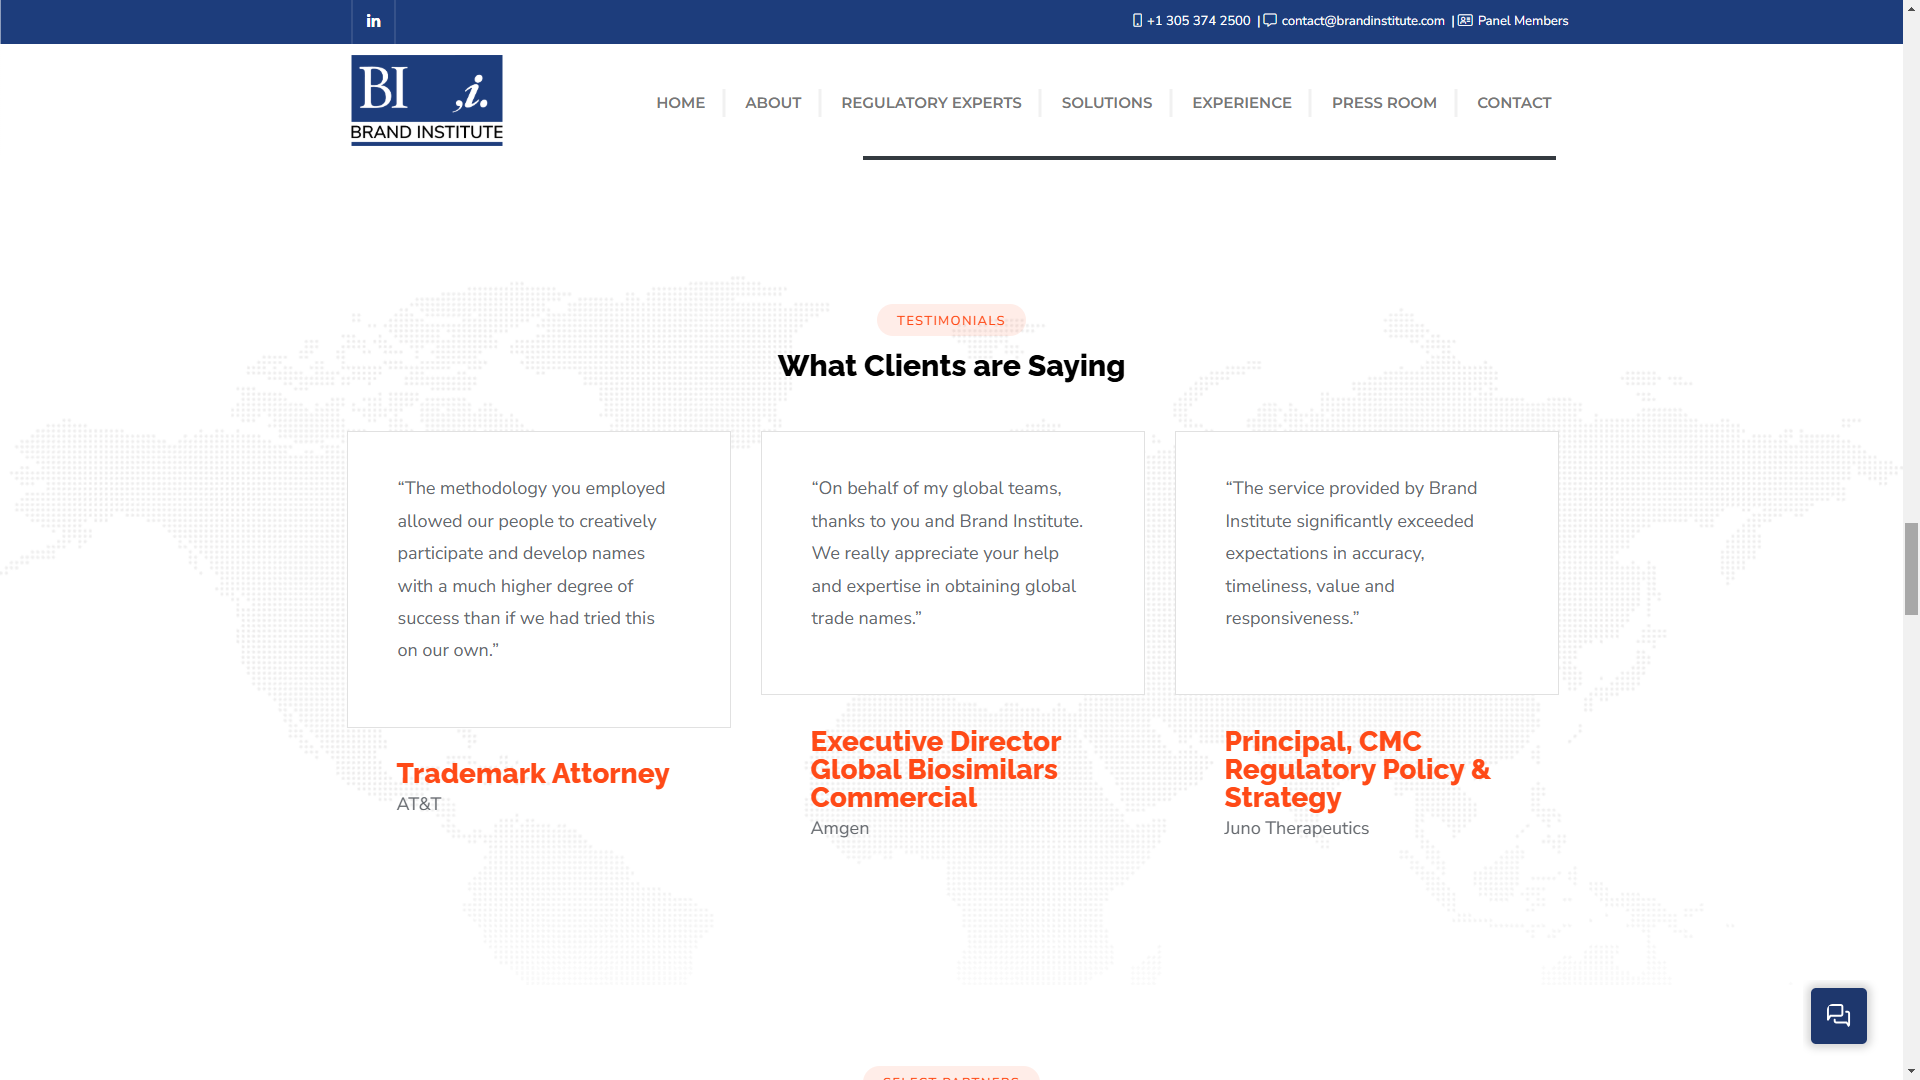 in
+1 305 374 2500 | contact@brandinstitute.com | Panel Members
BI .i.
BRAND INSTITUTE
HOME ABOUT REGULATORY EXPERTS SOLUTIONS EXPERIENCE PRESS ROOM CONTACT
TESTIMONIALS
What Clients are Saying
“The methodology you employed
allowed our people to creatively
participate and develop names
with a much higher degree of
success than if we had tried this
on our own.”
Trademark Attorney
AT&T
“On behalf of my global teams,
thanks to you and Brand Institute.
We really appreciate your help
and expertise in obtaining global
trade names.”
Executive Director
Global Biosimilars
Commercial
Amgen
“The service provided by Brand
Institute significantly exceeded
expectations in accuracy,
timeliness, value and
responsiveness.”
Principal, CMC
Regulatory Policy &
Strategy
Juno Therapeutics
SELECT PARTNERS